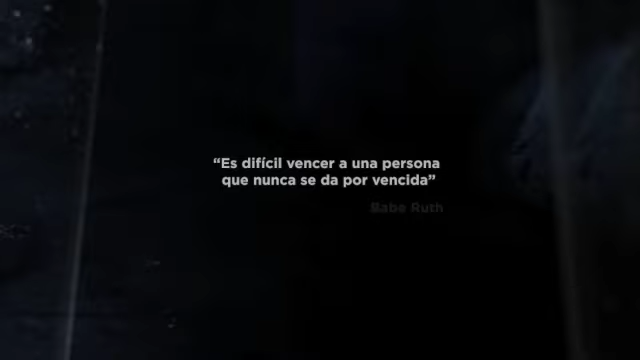 “Es difícil vencer a una persona
que nunca se da por vencida”
Babe Ruth